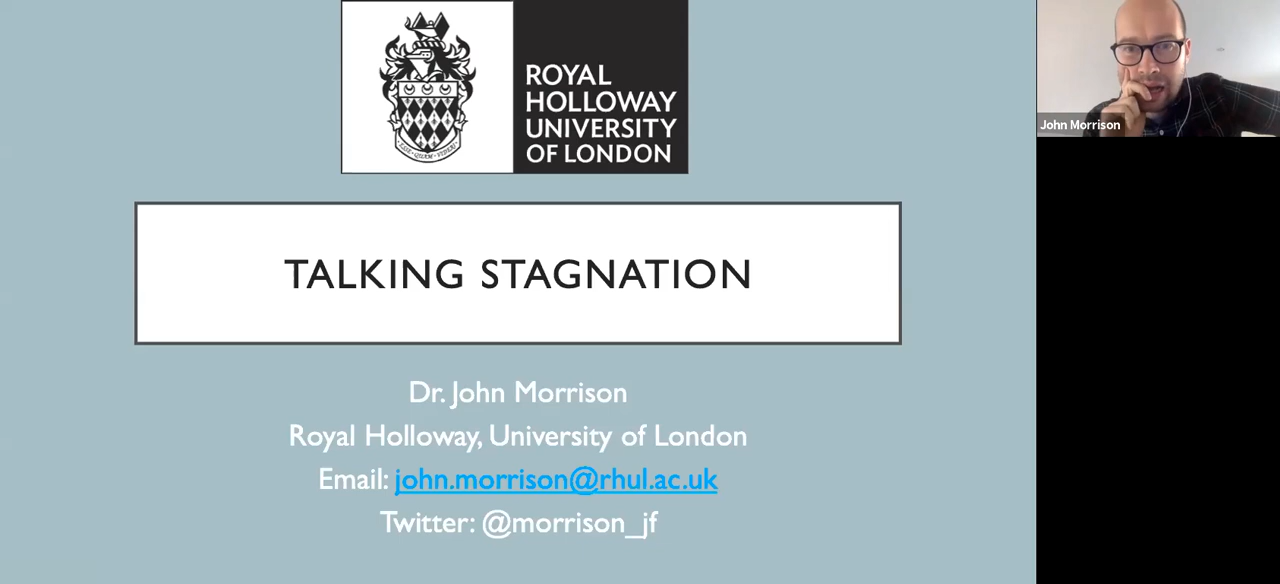 ROYAL
HOLLOWAY
UNIVERSITY
OF LONDON
John Morrison
TALKING STAGNATION
Dr. John Morrison
Royal Holloway, University of London
Email: john.morrison@rhul.ac.uk
Twitter: @morrison_jf